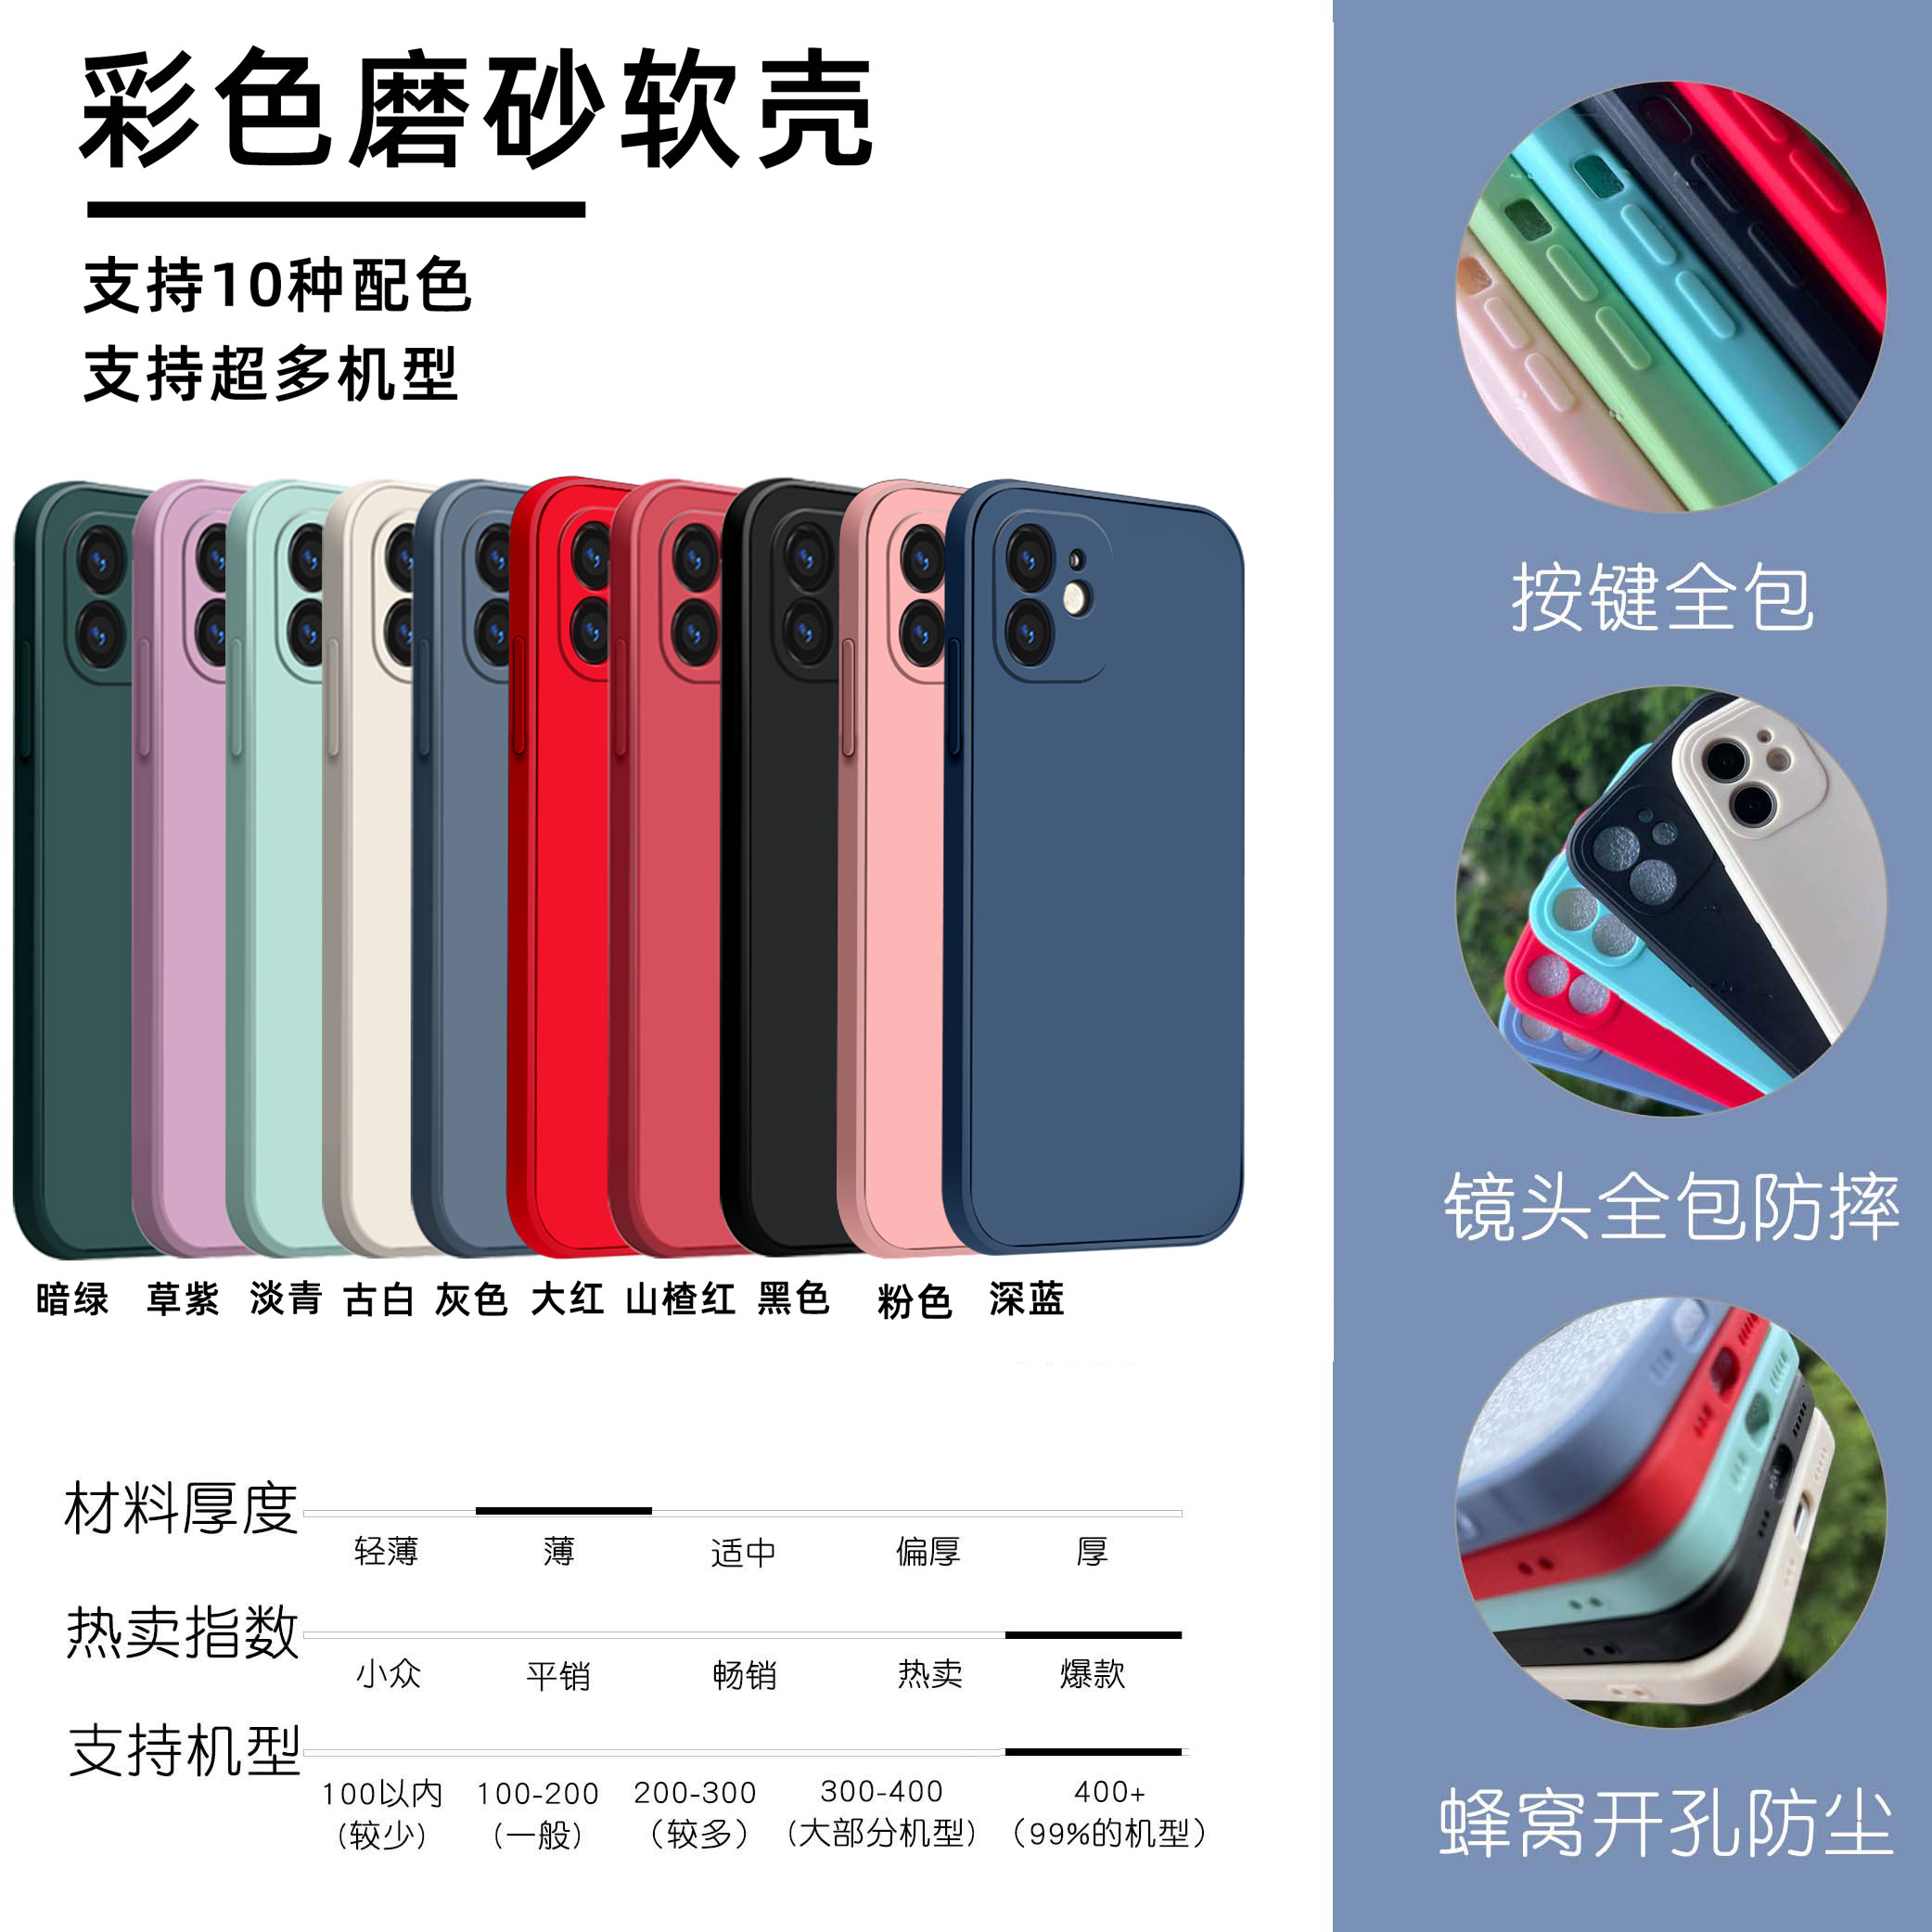 彩色磨砂软壳
支持10种配色
支持超多机型
暗绿 草紫 淡青 古白 灰色 大红 山楂红 黑色 粉色 深蓝
材料厚度
轻薄 薄 适中 偏厚 厚
热卖指数
小众 平销 畅销 热卖 爆款
支持机型
100以内 100-200 200-300 300-400 400+
(较少) (一般) （较多） (大部分机型) （99%的机型）
按键全包
镜头全包防摔
蜂窝开孔防尘